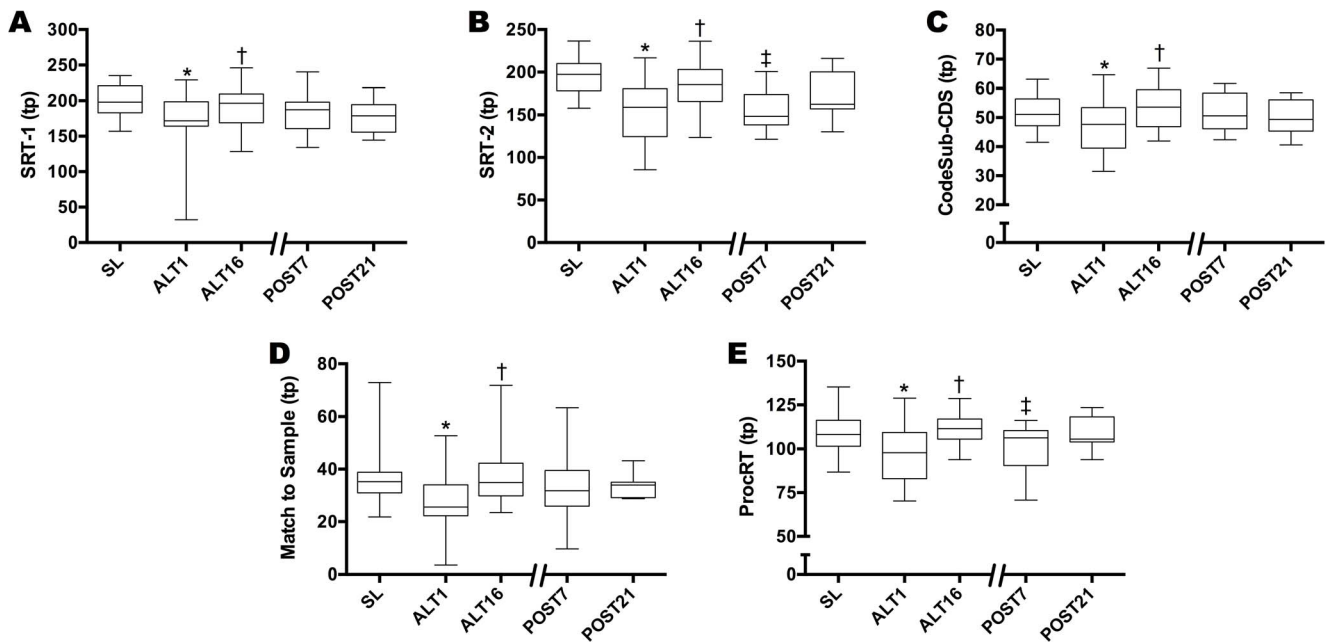 A
SRT-1 (tp)
300
250
200
150
100
50
0
*
†
SL
ALT1
ALT16
POST7
POST21
B
SRT-2 (tp)
250
200
150
100
50
0
*
†
‡
SL
ALT1
ALT16
POST7
POST21
C
CodeSub-CDS (tp)
80
70
60
50
40
30
20
0
*
†
SL
ALT1
ALT16
POST7
POST21
D
Match to Sample (tp)
80
60
40
20
0
*
†
SL
ALT1
ALT16
POST7
POST21
E
ProcRT (tp)
150
125
100
75
50
0
*
†
‡
SL
ALT1
ALT16
POST7
POST21